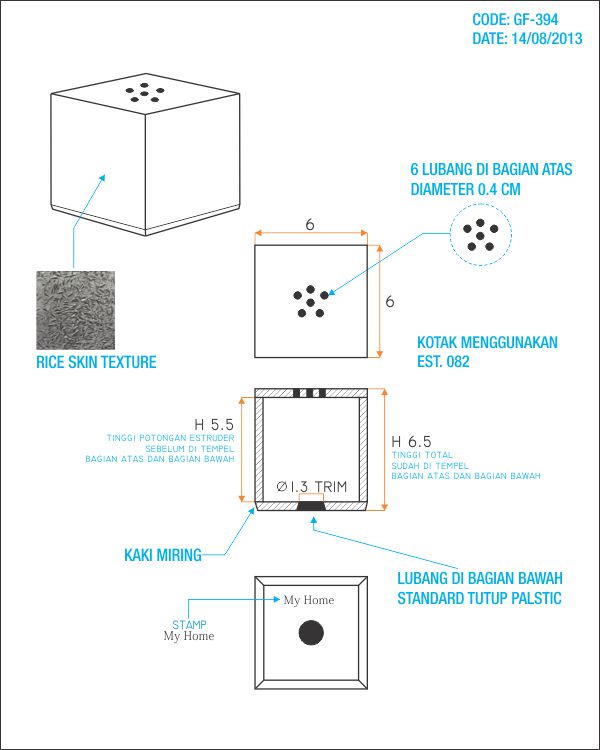 CODE: GF-394
DATE: 14/08/2013
6 LUBANG DI BAGIAN ATAS
DIAMETER 0.4 CM
6
6
RICE SKIN TEXTURE
KOTAK MENGGUNAKAN
EST. 082
H 5.5
TINGGI POTONGAN ESTRUDER
SEBELUM DI TEMPEL
BAGIAN ATAS DAN BAGIAN BAWAH
H 6.5
TINGGI TOTAL
SUDAH DI TEMPEL
BAGIAN ATAS DAN BAGIAN BAWAH
Ø1.3 TRIM
KAKI MIRING
LUBANG DI BAGIAN BAWAH
STANDARD TUTUP PALSTIC
My Home
STAMP
My Home